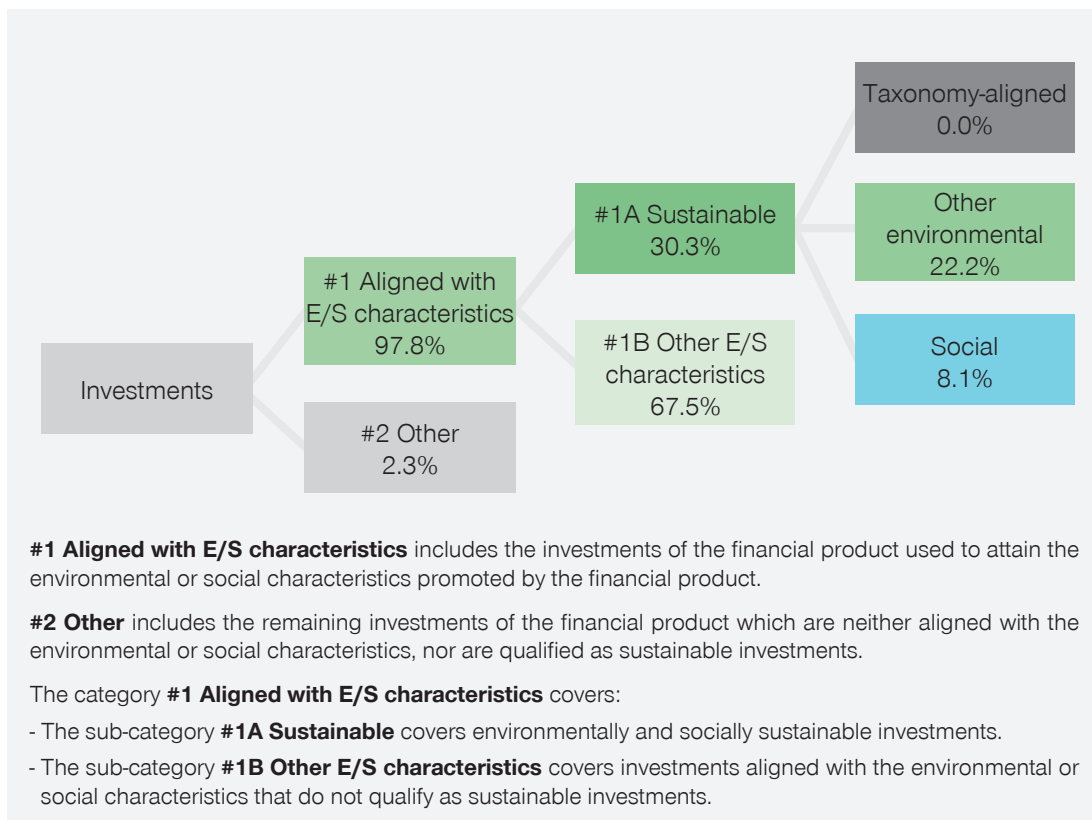 Taxonomy-aligned
0.0%
#1A Sustainable
30.3%
Other
environmental
22.2%
#1 Aligned with
E/S characteristics
97.8%
#1B Other E/S
characteristics
67.5%
Social
8.1%
Investments
#2 Other
2.3%
#1 Aligned with E/S characteristics includes the investments of the financial product used to attain the
environmental or social characteristics promoted by the financial product.
#2 Other includes the remaining investments of the financial product which are neither aligned with the
environmental or social characteristics, nor are qualified as sustainable investments.
The category #1 Aligned with E/S characteristics covers:
- The sub-category #1A Sustainable covers environmentally and socially sustainable investments.
- The sub-category #1B Other E/S characteristics covers investments aligned with the environmental or
social characteristics that do not qualify as sustainable investments.